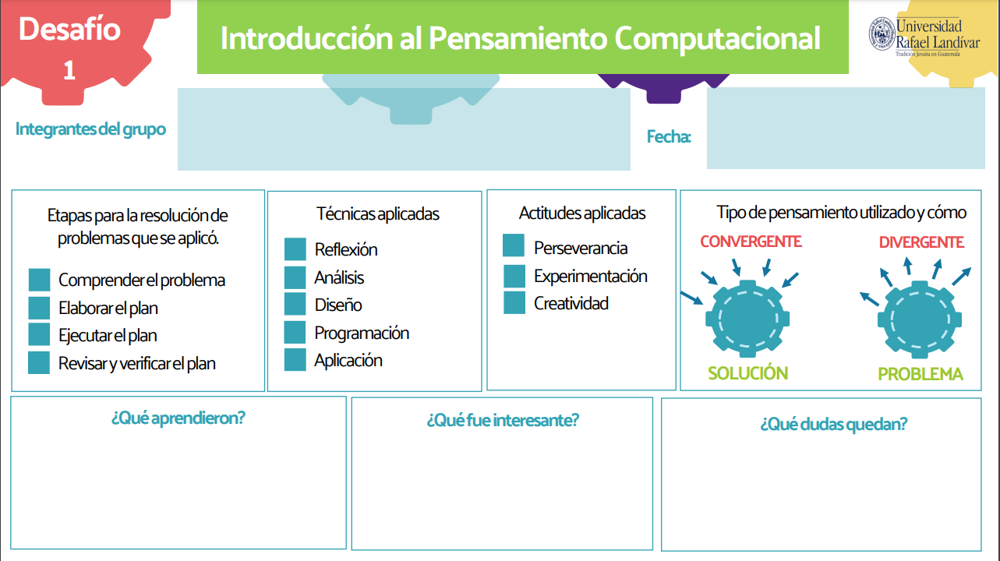 Desafío
1
Introducción al Pensamiento Computacional
Universidad
Rafael Landívar
Tradición Jesuita en Guatemala
Integrantes del grupo
Fecha:
Etapas para la resolución de
problemas que se aplicó.
Comprender el problema
Elaborar el plan
Ejecutar el plan
Revisar y verificar el plan
Técnicas aplicadas
Reflexión
Análisis
Diseño
Programación
Aplicación
Actitudes aplicadas
Perseverancia
Experimentación
Creatividad
Tipo de pensamiento utilizado y cómo
CONVERGENTE
SOLUCIÓN
DIVERGENTE
PROBLEMA
¿Qué aprendieron?
¿Qué fue interesante?
¿Qué dudas quedan?